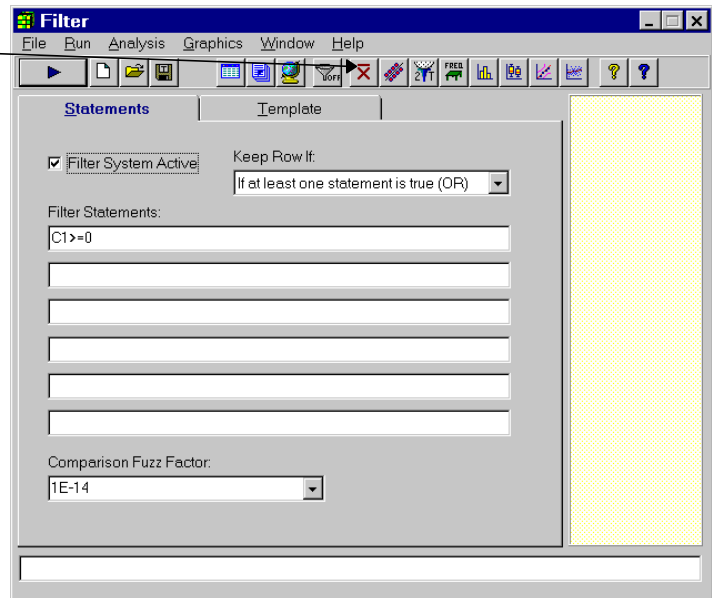 Filter
File Run Analysis Graphics Window Help
OFF X 2T FREQ ? ?
Statements Template
Filter System Active
Keep Row If:
If at least one statement is true (OR)
Filter Statements:
C1>=0
Comparison Fuzz Factor:
1E-14